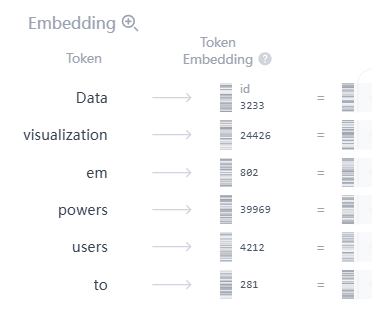 Embedding
Token Token
Embedding ?
id
Data → 3233 =
visualization → 24426 =
em → 802 =
powers → 39969 =
users → 4212 =
to → 281 =